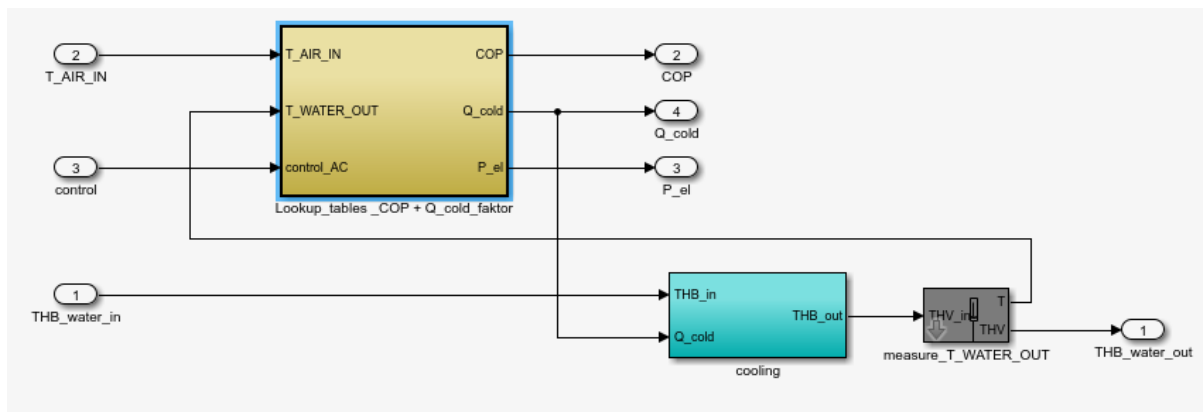 2
T_AIR_IN
T_AIR_IN
COP
2
COP
T_WATER_OUT
Q_cold
4
Q_cold
3
control
control_AC
P_el
3
P_el
Lookup_tables _COP + Q_cold_faktor
1
THB_water_in
THB_in
THB_out
Q_cold
cooling
THV_in
T
THV
measure_T_WATER_OUT
1
THB_water_out